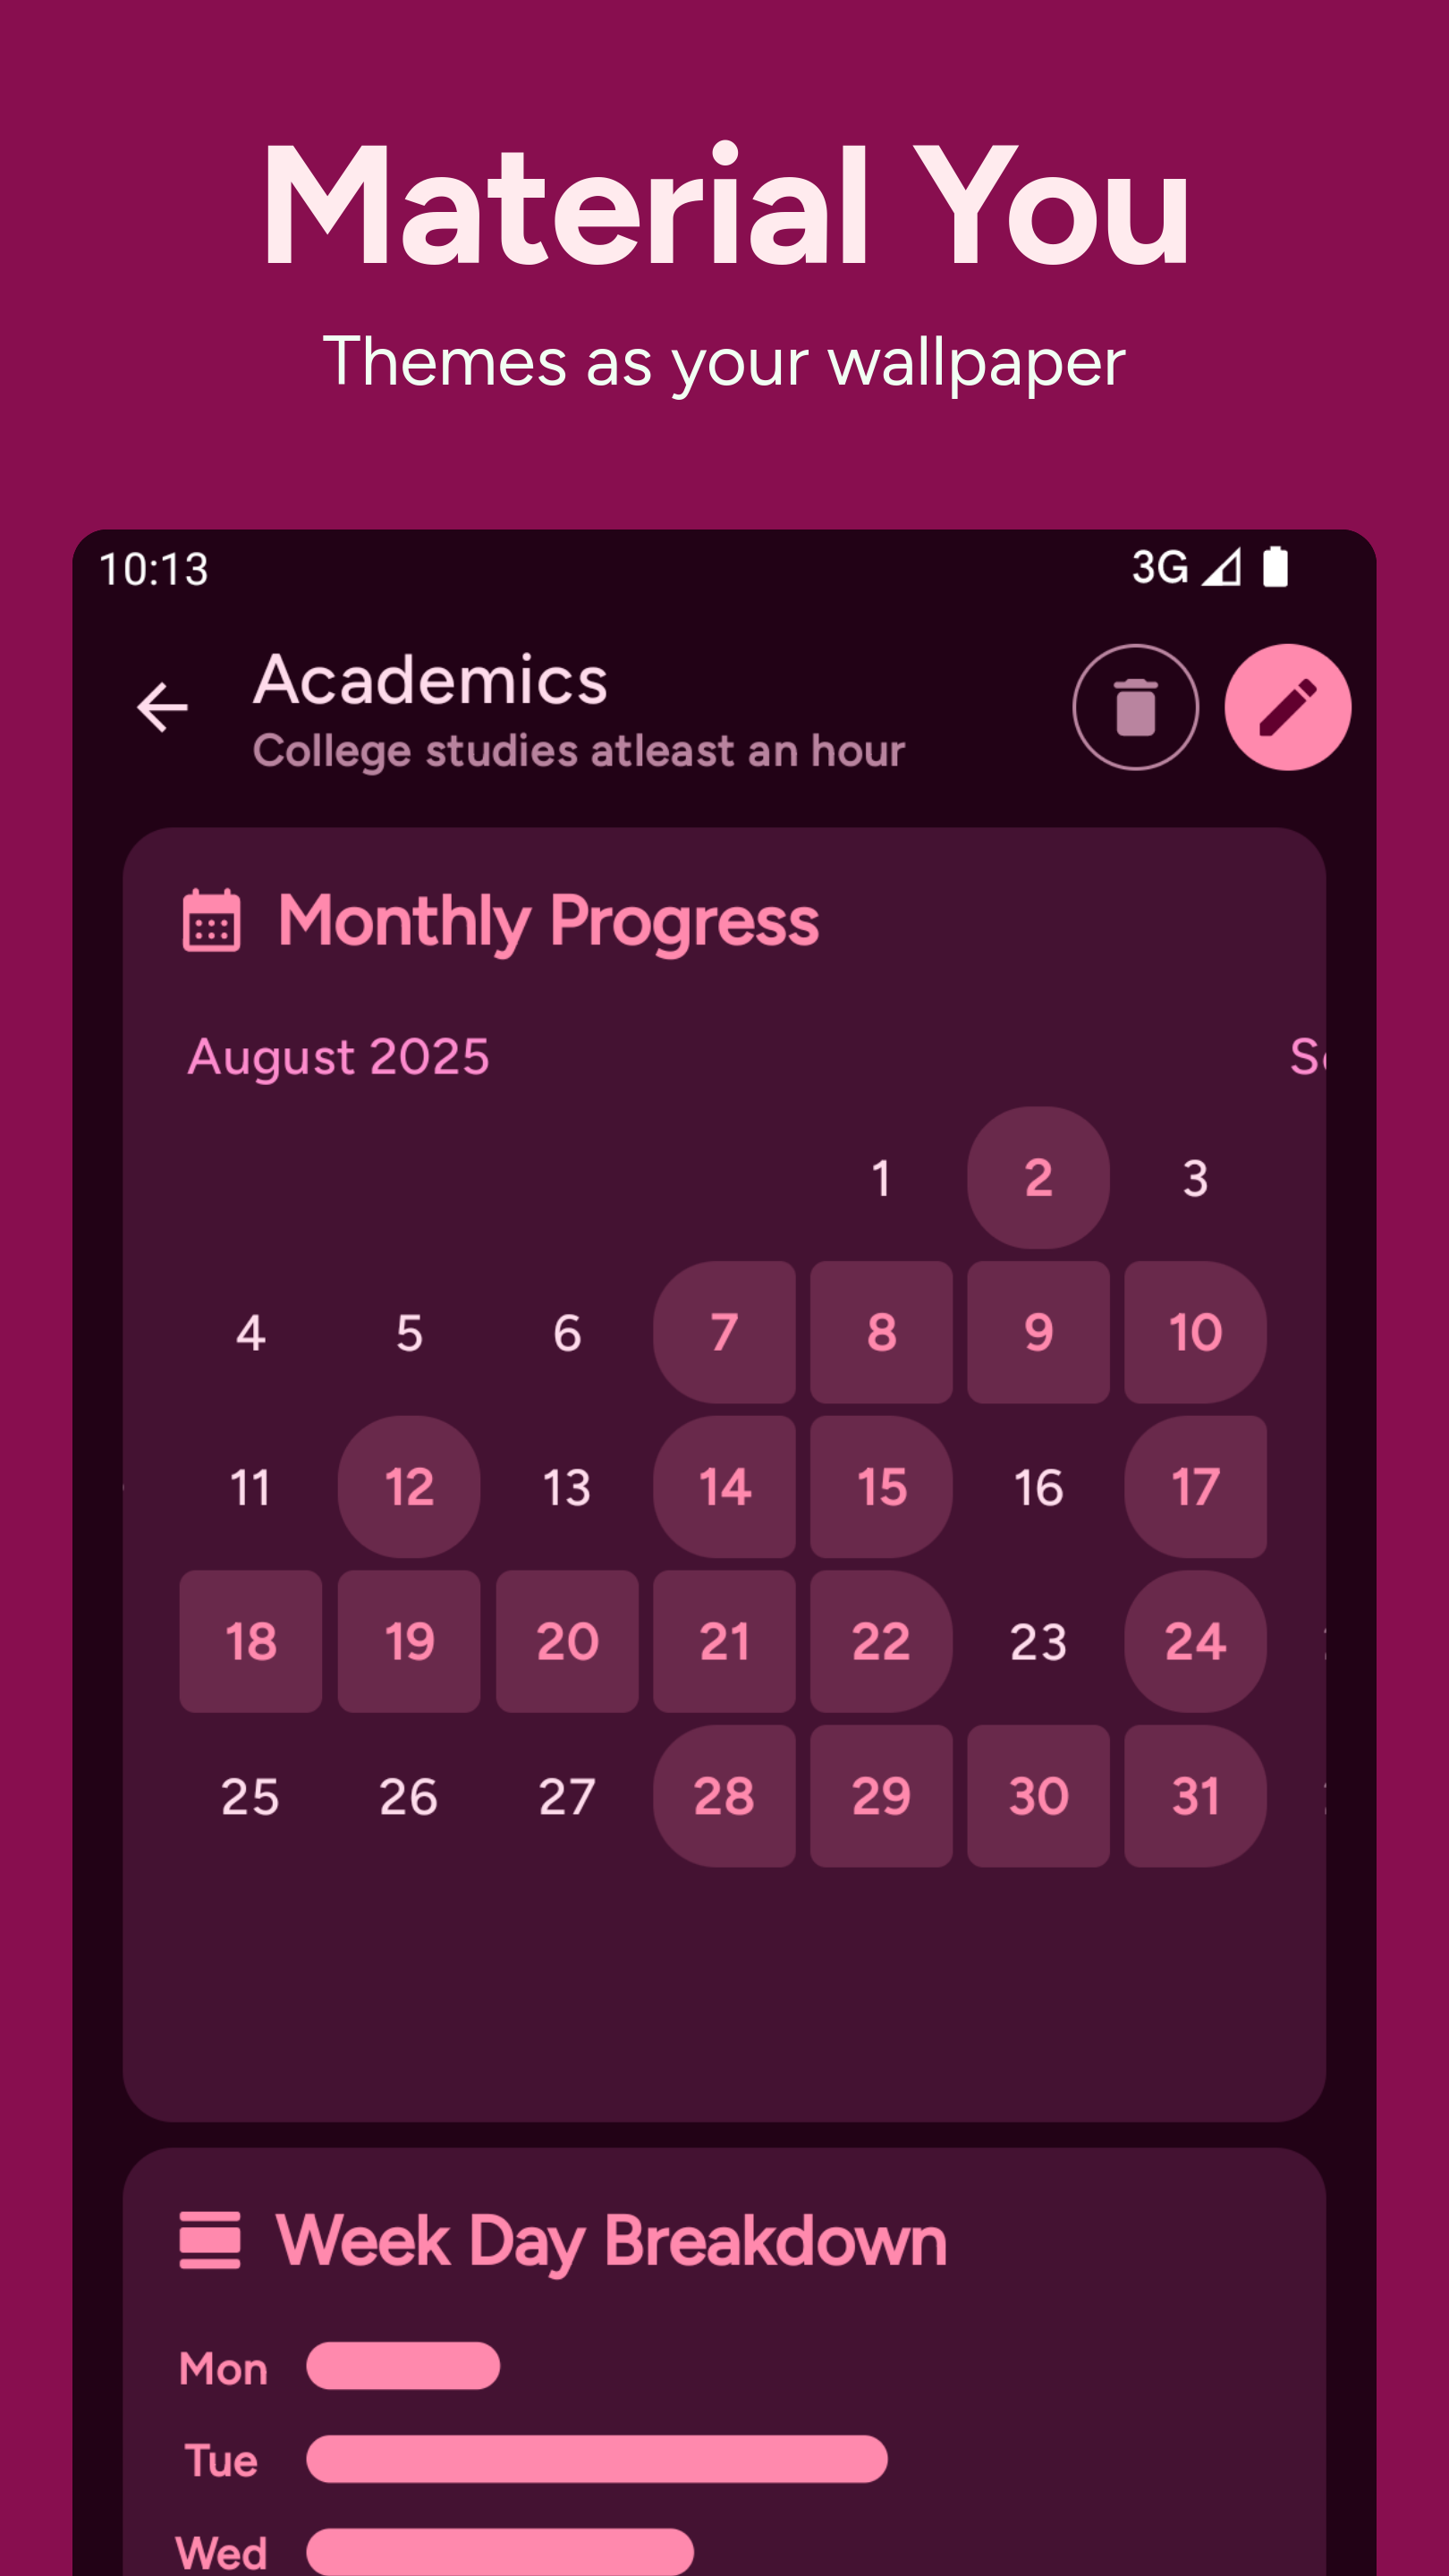 Material You
Themes as your wallpaper
10:13 3G
Academics
College studies atleast an hour
Monthly Progress
August 2025
1 2 3
4 5 6 7 8 9 10
11 12 13 14 15 16 17
18 19 20 21 22 23 24
25 26 27 28 29 30 31
Week Day Breakdown
Mon
Tue
Wed